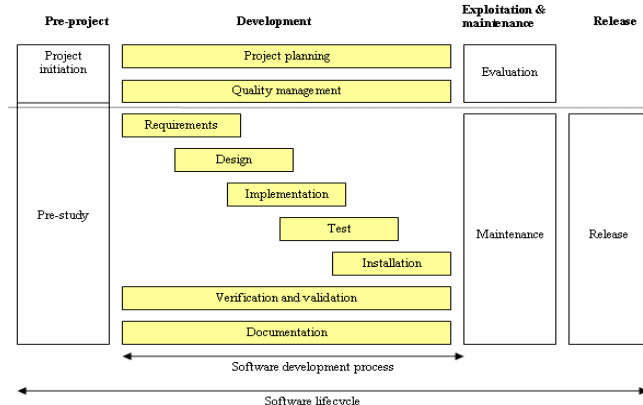 Pre-project
Development
Exploitation &
maintenance
Release
Project
initiation
Project planning
Quality management
Evaluation
Requirements
Design
Implementation
Test
Installation
Pre-study
Maintenance
Release
Verification and validation
Documentation
Software development process
Software lifecycle